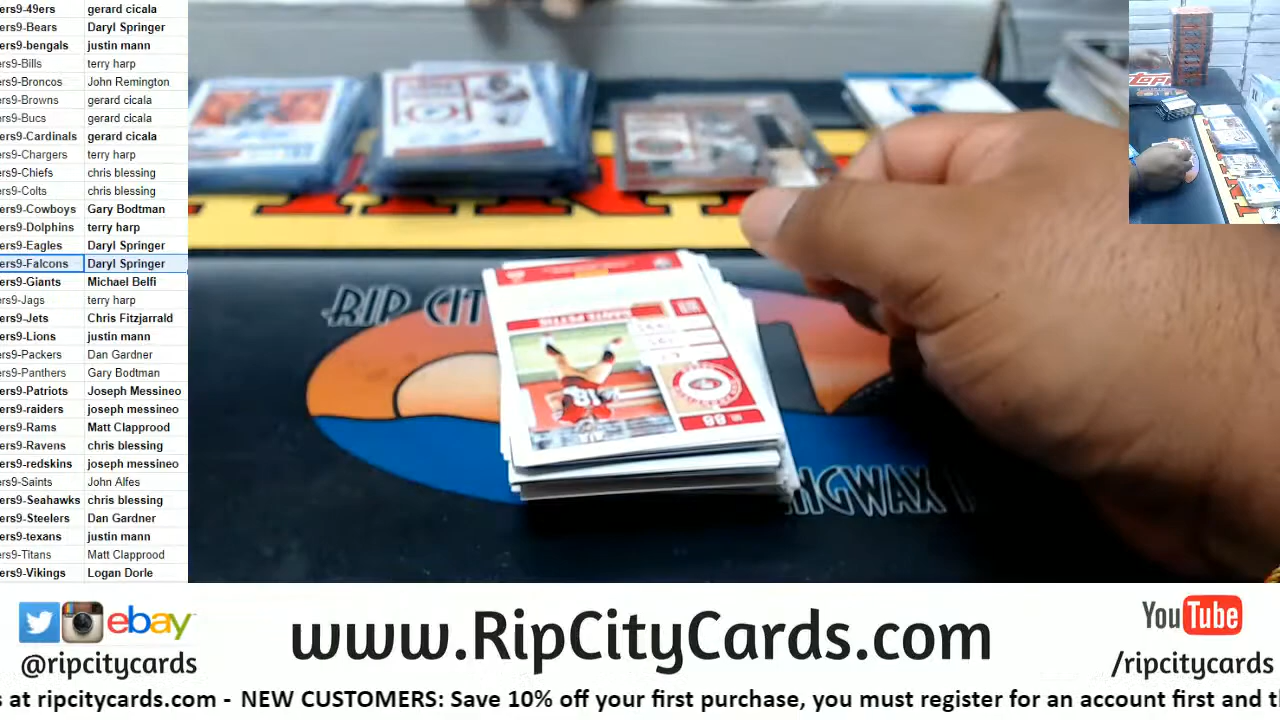 ers9-49ers gerard cicala
ers9-Bears Daryl Springer
ers9-bengals justin mann
ers9-Bills terry harp
ers9-Broncos John Remington
ers9-Browns gerard cicala
ers9-Bucs gerard cicala
ers9-Cardinals gerard cicala
ers9-Chargers terry harp
ers9-Chiefs chris blessing
ers9-Colts chris blessing
ers9-Cowboys Gary Bodtman
ers9-Dolphins terry harp
ers9-Eagles Daryl Springer
ers9-Falcons Daryl Springer
ers9-Giants Michael Belfi
ers9-Jags terry harp
ers9-Jets Chris Fitzjarrald
ers9-Lions justin mann
ers9-Packers Dan Gardner
ers9-Panthers Gary Bodtman
ers9-Patriots Joseph Messineo
ers9-raiders joseph messineo
ers9-Rams Matt Clapprood
ers9-Ravens chris blessing
ers9-redskins joseph messineo
ers9-Saints John Alfes
ers9-Seahawks chris blessing
ers9-Steelers Dan Gardner
ers9-texans justin mann
ers9-Titans Matt Clapprood
ers9-Vikings Logan Dorle
RIP CIT
DANTE PETTIS
WR
18
99
NGWAX
ebay
@ripcitycards
www.RipCityCards.com
YouTube
/ripcitycards
s at ripcitycards.com - NEW CUSTOMERS: Save 10% off your first purchase, you must register for an account first and th